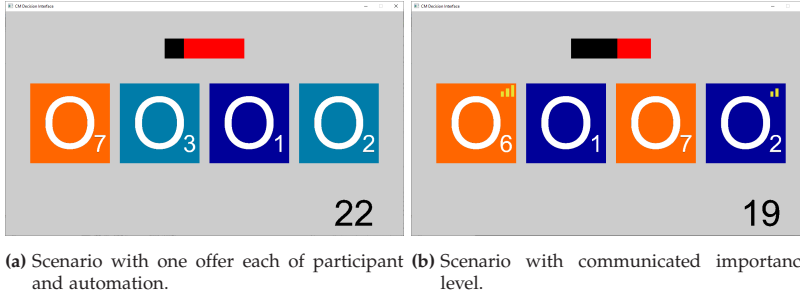 CM Decision Interface
O7 O3 O1 O2
22
CM Decision Interface
O6 O1 O7 O2
19
(a) Scenario with one offer each of participant
and automation.
(b) Scenario with communicated importanc
level.